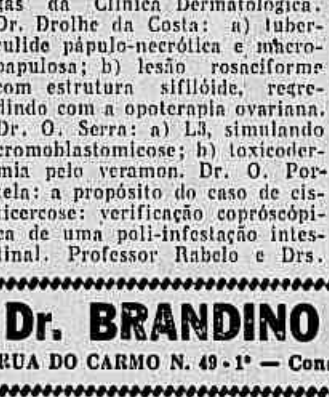 gas da Clínica Dermatológica.
Dr. Drolhe da Costa: a) tuber-
culide pápulo-necrótica e macro-
papulosa; b) lesão rosaciforme
com estrutura sifilóide, regre-
dindo com a opoterapia ovariana.
Dr. O. Serra: a) L3, simulando
cromoblastomicose; b) toxicoder-
mia pelo veramon. Dr. O. Por-
tela: a propósito do caso de cis-
ticercose: verificação coproscópi-
ca de uma poli-infestação intes-
tinal. Professor Rabelo e Drs.
Dr. BRANDINO
RUA DO CARMO N. 49 - 1º — Con